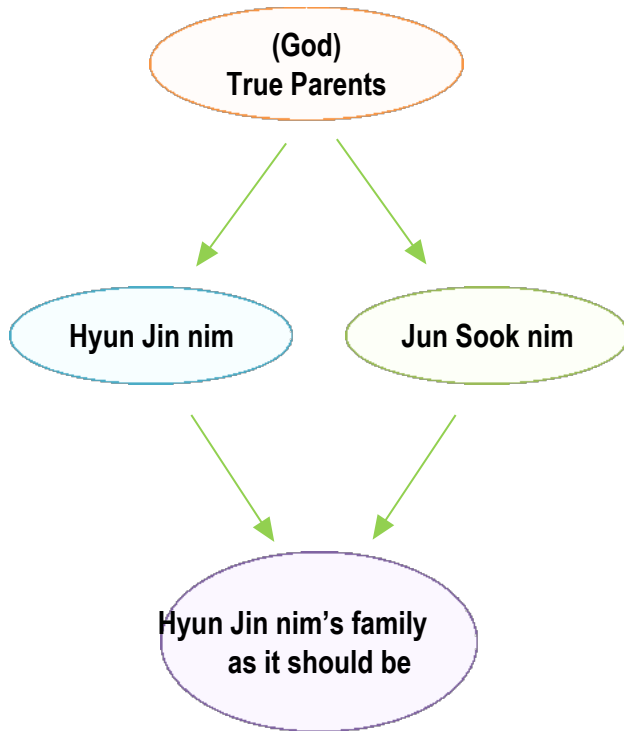 (God)
True Parents
Hyun Jin nim
Jun Sook nim
Hyun Jin nim’s family
as it should be